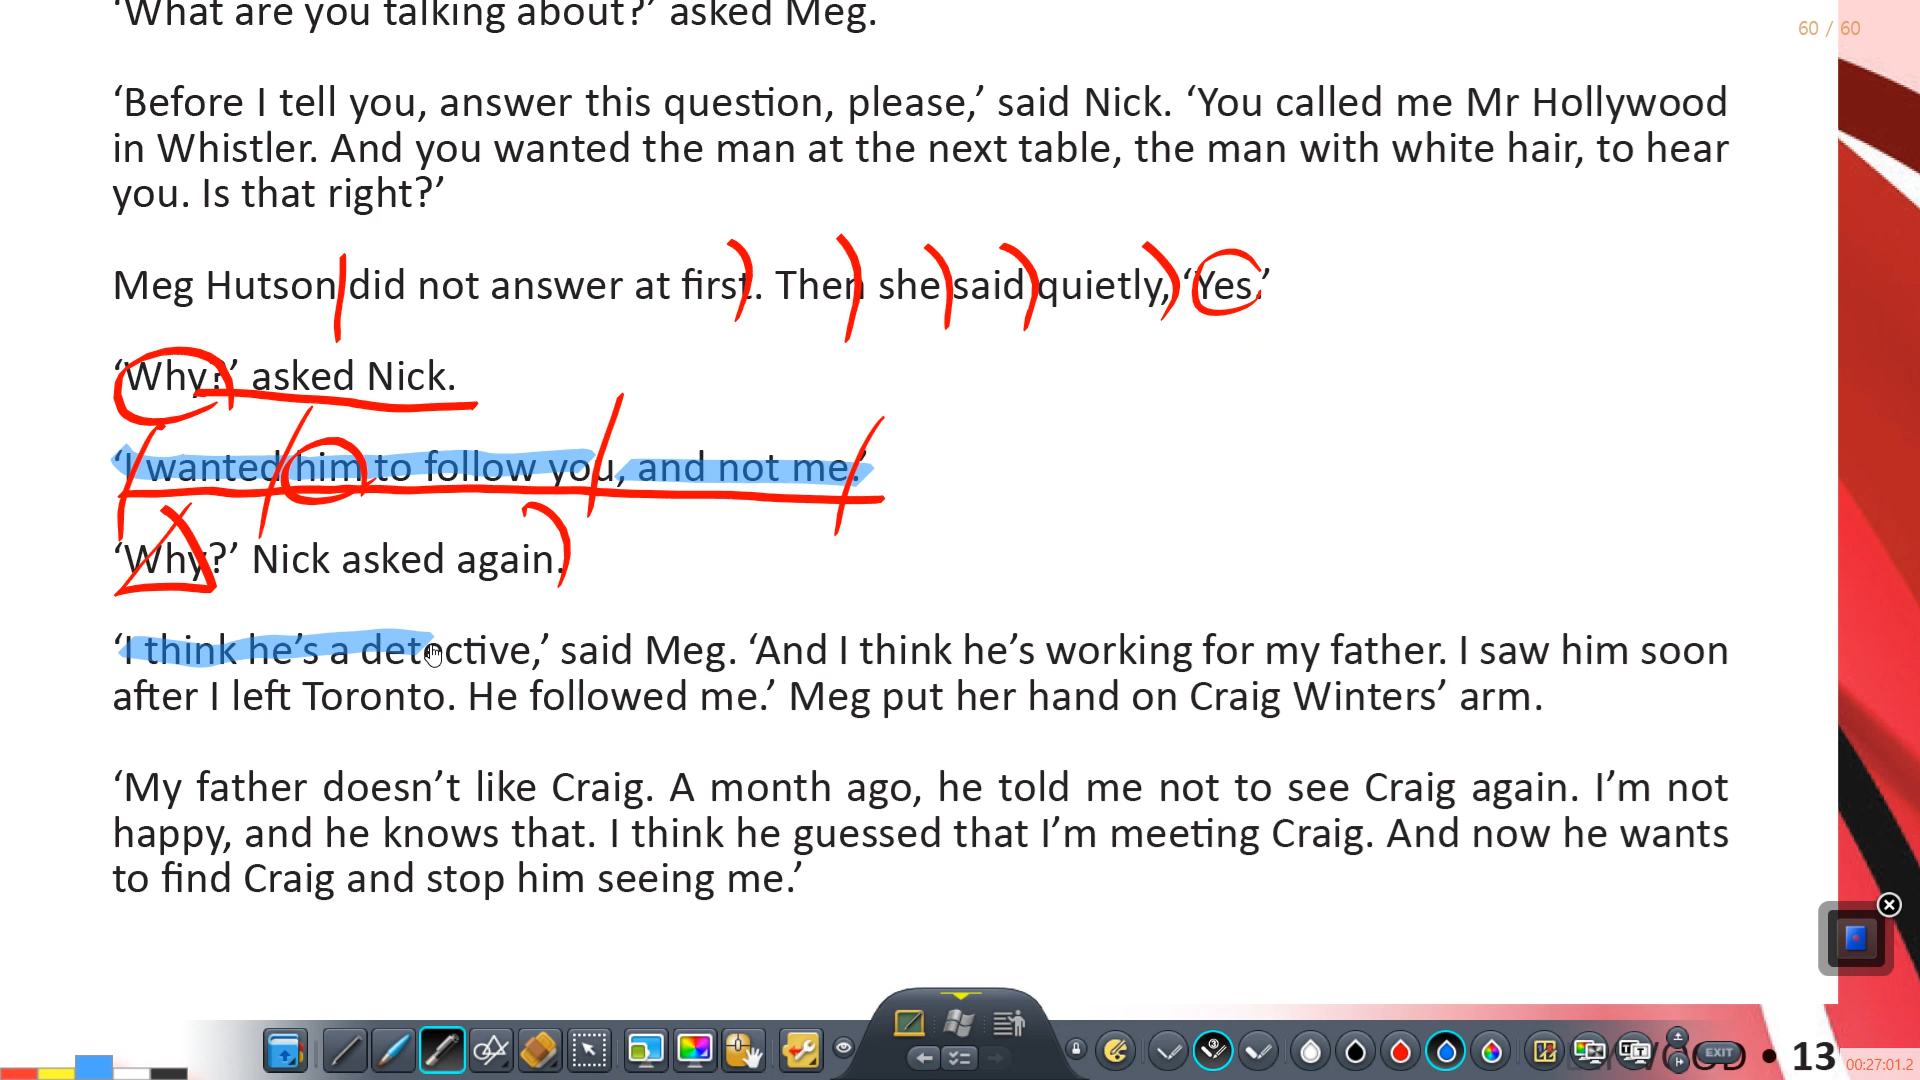 ‘What are you talking about?’ asked Meg.
60 / 60
‘Before I tell you, answer this question, please,’ said Nick. ‘You called me Mr Hollywood
in Whistler. And you wanted the man at the next table, the man with white hair, to hear
you. Is that right?’
Meg Hutson did not answer at first. Then she said quietly, ‘Yes.’
‘Why?’ asked Nick.
‘I wanted him to follow you, and not me.’
‘Why?’ Nick asked again.
‘I think he’s a detective,’ said Meg. ‘And I think he’s working for my father. I saw him soon
after I left Toronto. He followed me.’ Meg put her hand on Craig Winters’ arm.
‘My father doesn’t like Craig. A month ago, he told me not to see Craig again. I’m not
happy, and he knows that. I think he guessed that I’m meeting Craig. And now he wants
to find Craig and stop him seeing me.’
EXIT
• 13
00:27:01.2